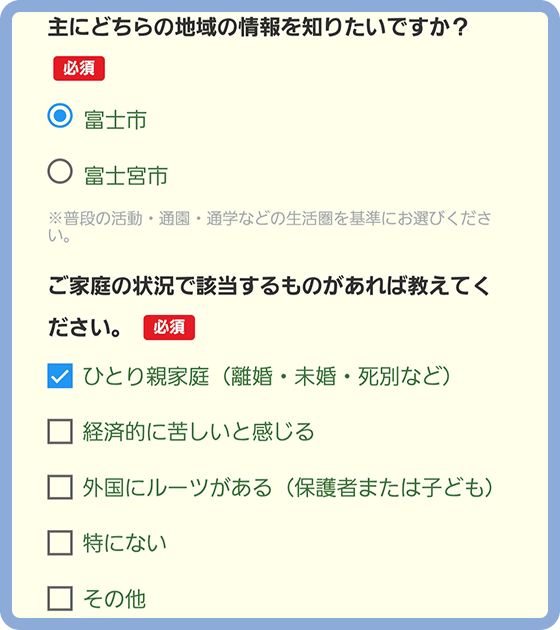 主にどちらの地域の情報を知りたいですか？
必須
富士市
富士宮市
※普段の活動・通園・通学などの生活圏を基準にお選びくださ
い。
ご家庭の状況で該当するものがあれば教えてく
ださい。 必須
ひとり親家庭（離婚・未婚・死別など）
経済的に苦しいと感じる
外国にルーツがある（保護者または子ども）
特にない
その他